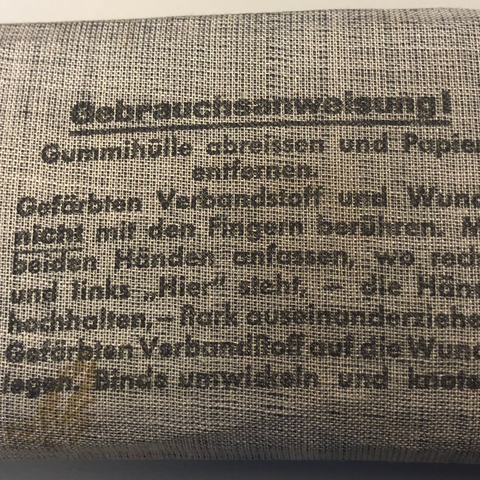 Gebrauchsanweisung!
Gummihülle abreissen und Papier
entfernen.
Gefärbten Verbandstoff und Wund
nicht mit den Fingern berühren. M
beiden Händen anfassen, wo rech
und links „Hier" steht, – die Hän
hochhalten, – stark auseinanderziehe
Gefärbten Verbandstoff auf die Wund
legen. Binde umwickeln und knote